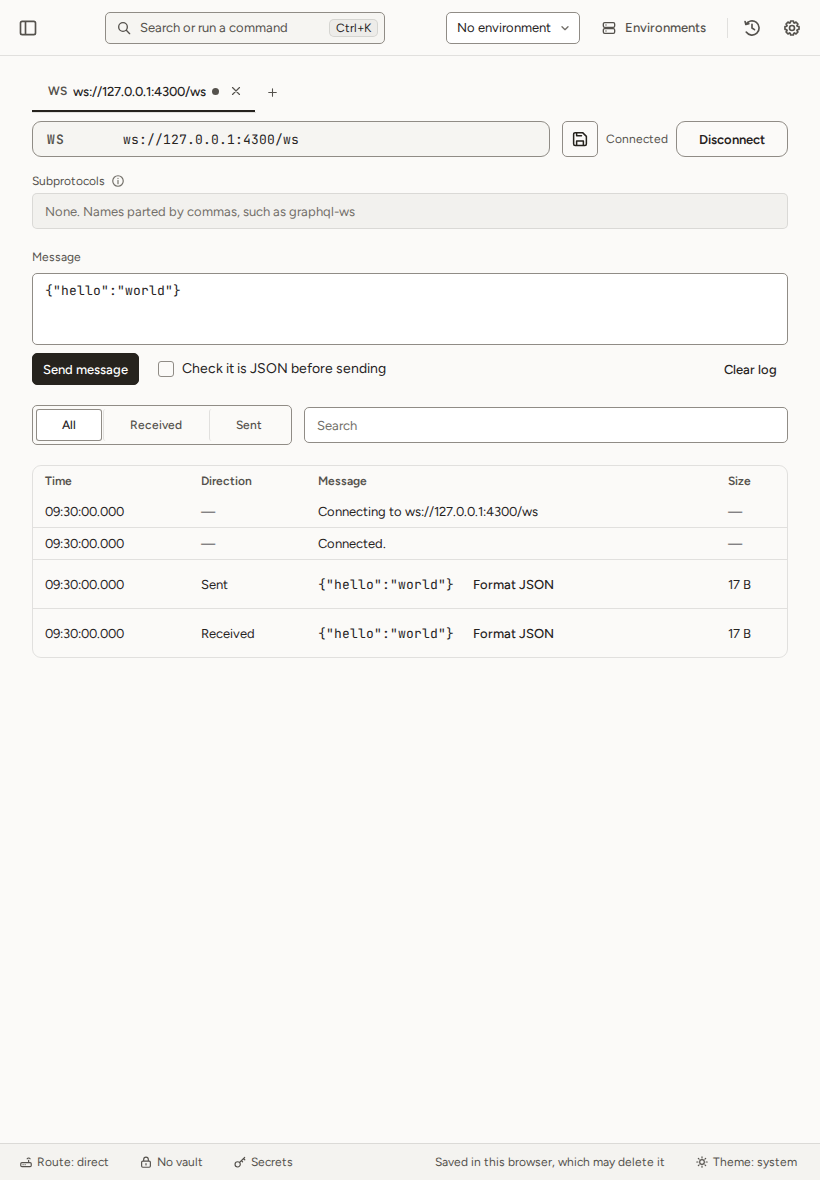 Search or run a command Ctrl+K No environment Environments
WS ws://127.0.0.1:4300/ws
WS ws://127.0.0.1:4300/ws Connected Disconnect
Subprotocols
None. Names parted by commas, such as graphql-ws
Message
{"hello":"world"}
Send message Check it is JSON before sending Clear log
All Received Sent Search
Time Direction Message Size
09:30:00.000 — Connecting to ws://127.0.0.1:4300/ws —
09:30:00.000 — Connected. —
09:30:00.000 Sent {"hello":"world"} Format JSON 17 B
09:30:00.000 Received {"hello":"world"} Format JSON 17 B
Route: direct No vault Secrets Saved in this browser, which may delete it Theme: system